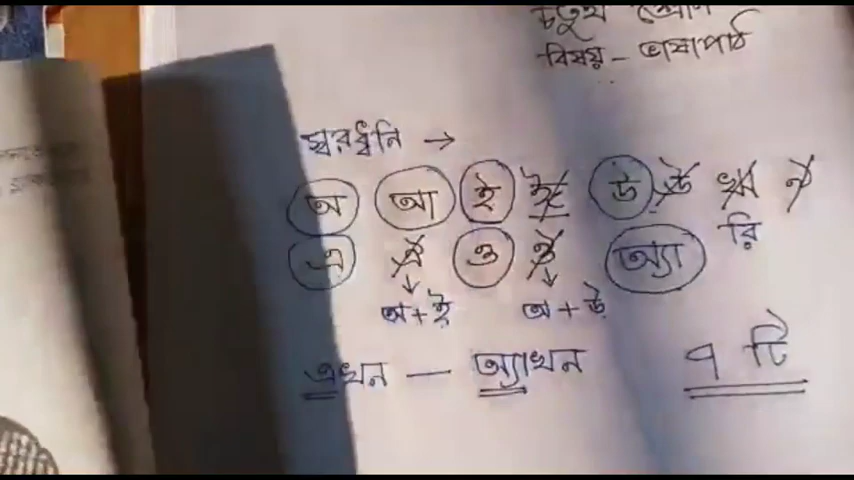 চতুর্থ শ্রেণি
বিষয় - ভাষাপাঠ
স্বরধ্বনি →
অ আ ই ঈ উ ঊ ঋ ঌ
রি
এ ঐ ও ঔ অ্যা
↓ ↓
অ + ই অ + উ
এখন — অ্যাখন ৭ টি